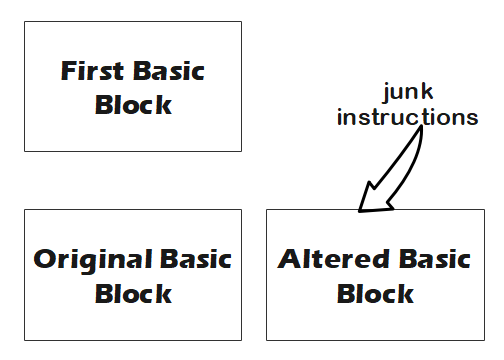 First Basic
Block
junk
instructions
Original Basic
Block
Altered Basic
Block